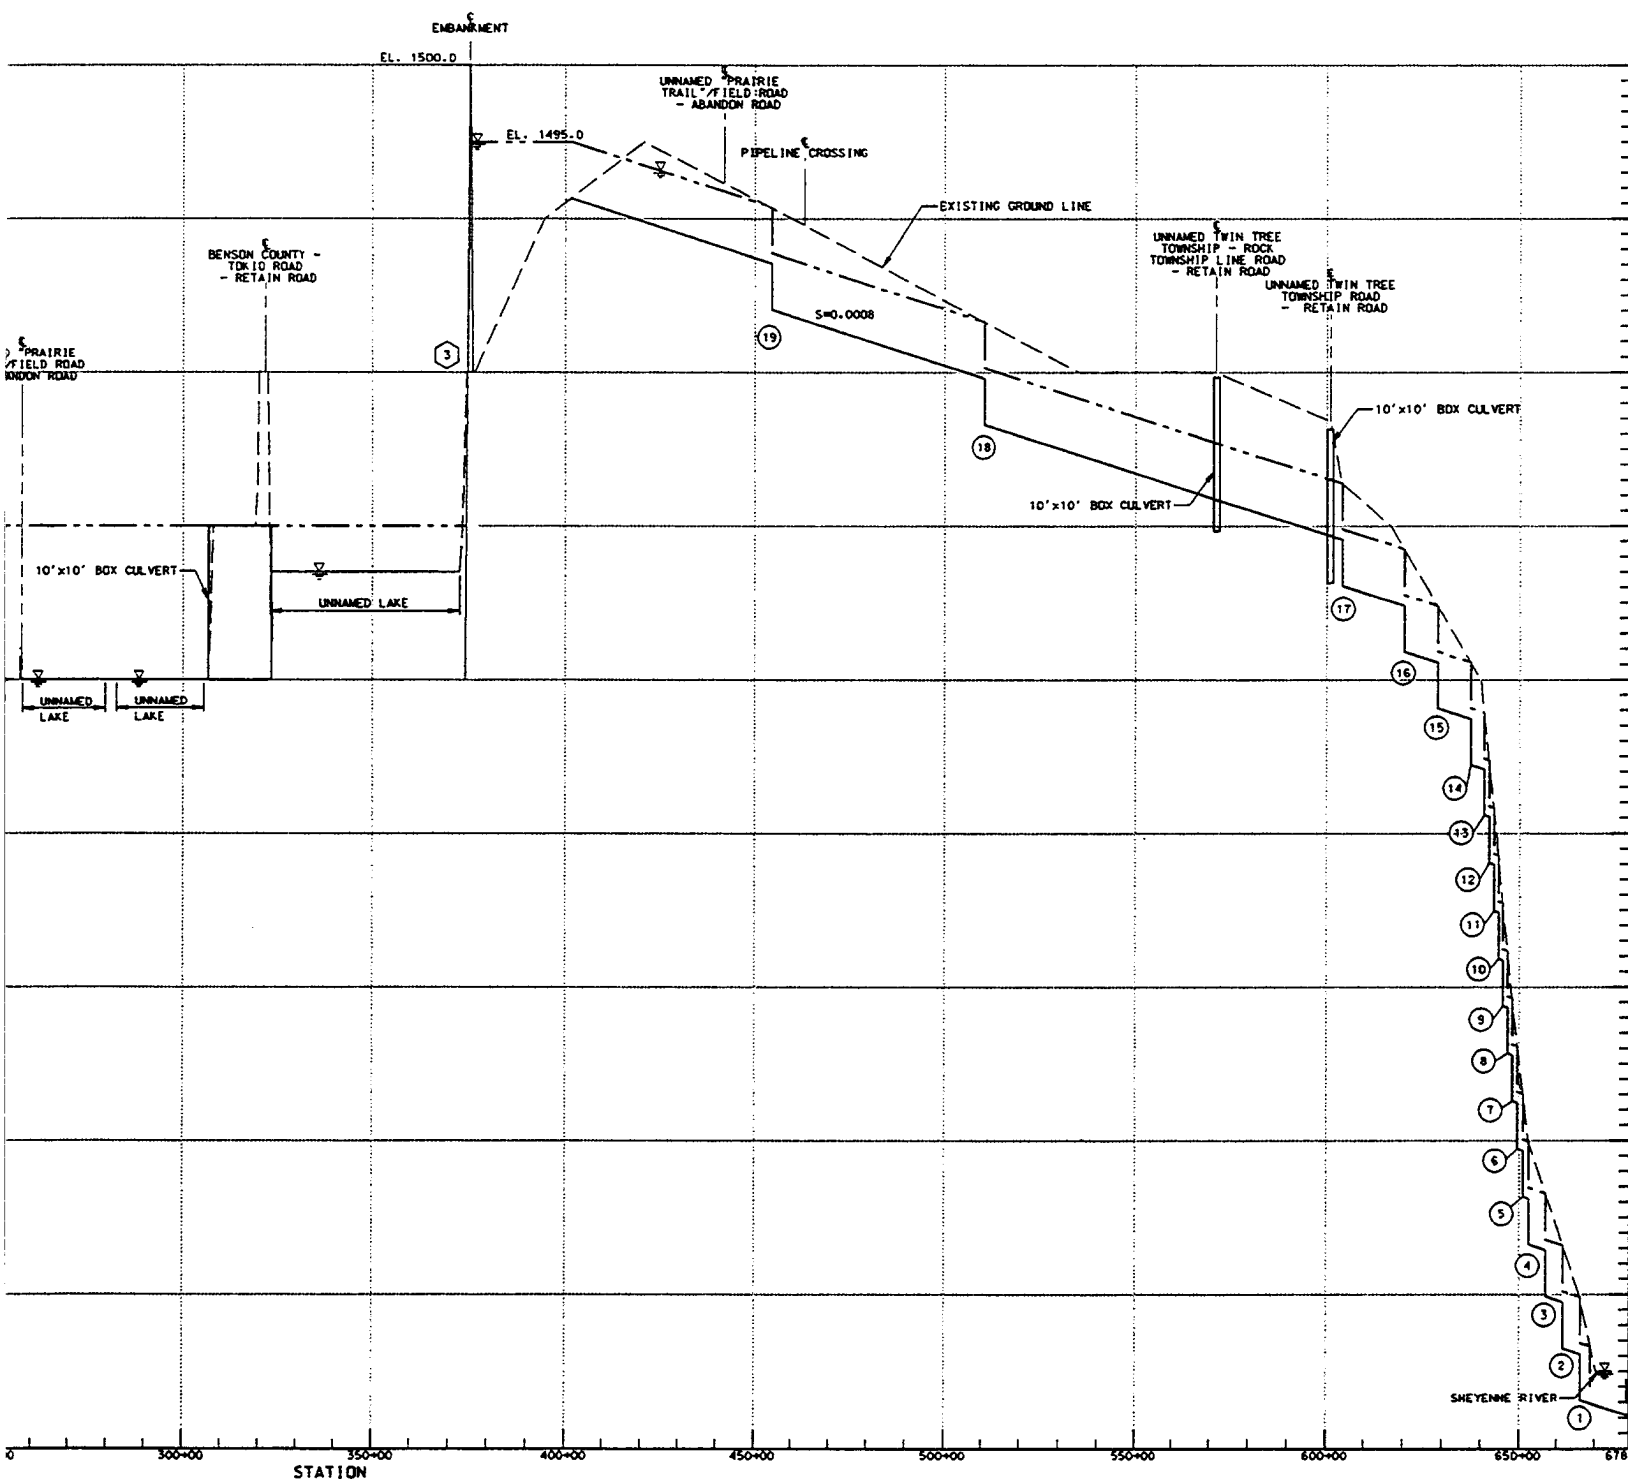 EMBANKMENT
EL. 1500.0
UNNAMED "PRAIRIE
TRAIL"/FIELD ROAD
- ABANDON ROAD
EL. 1495.0
PIPELINE CROSSING
EXISTING GROUND LINE
BENSON COUNTY -
TOKIO ROAD
- RETAIN ROAD
UNNAMED TWIN TREE
TOWNSHIP - ROCK
TOWNSHIP LINE ROAD
- RETAIN ROAD
UNNAMED TWIN TREE
TOWNSHIP ROAD
- RETAIN ROAD
S=0.0008
19
3
"PRAIRIE
/FIELD ROAD
ANDON ROAD
10'x10' BOX CULVERT
18
10'x10' BOX CULVERT
10'x10' BOX CULVERT
UNNAMED LAKE
17
16
UNNAMED
LAKE
UNNAMED
LAKE
15
14
13
12
11
10
9
8
7
6
5
4
3
2
SHEYENNE RIVER
1
0 300+00 350+00 400+00 450+00 500+00 550+00 600+00 650+00 678
STATION